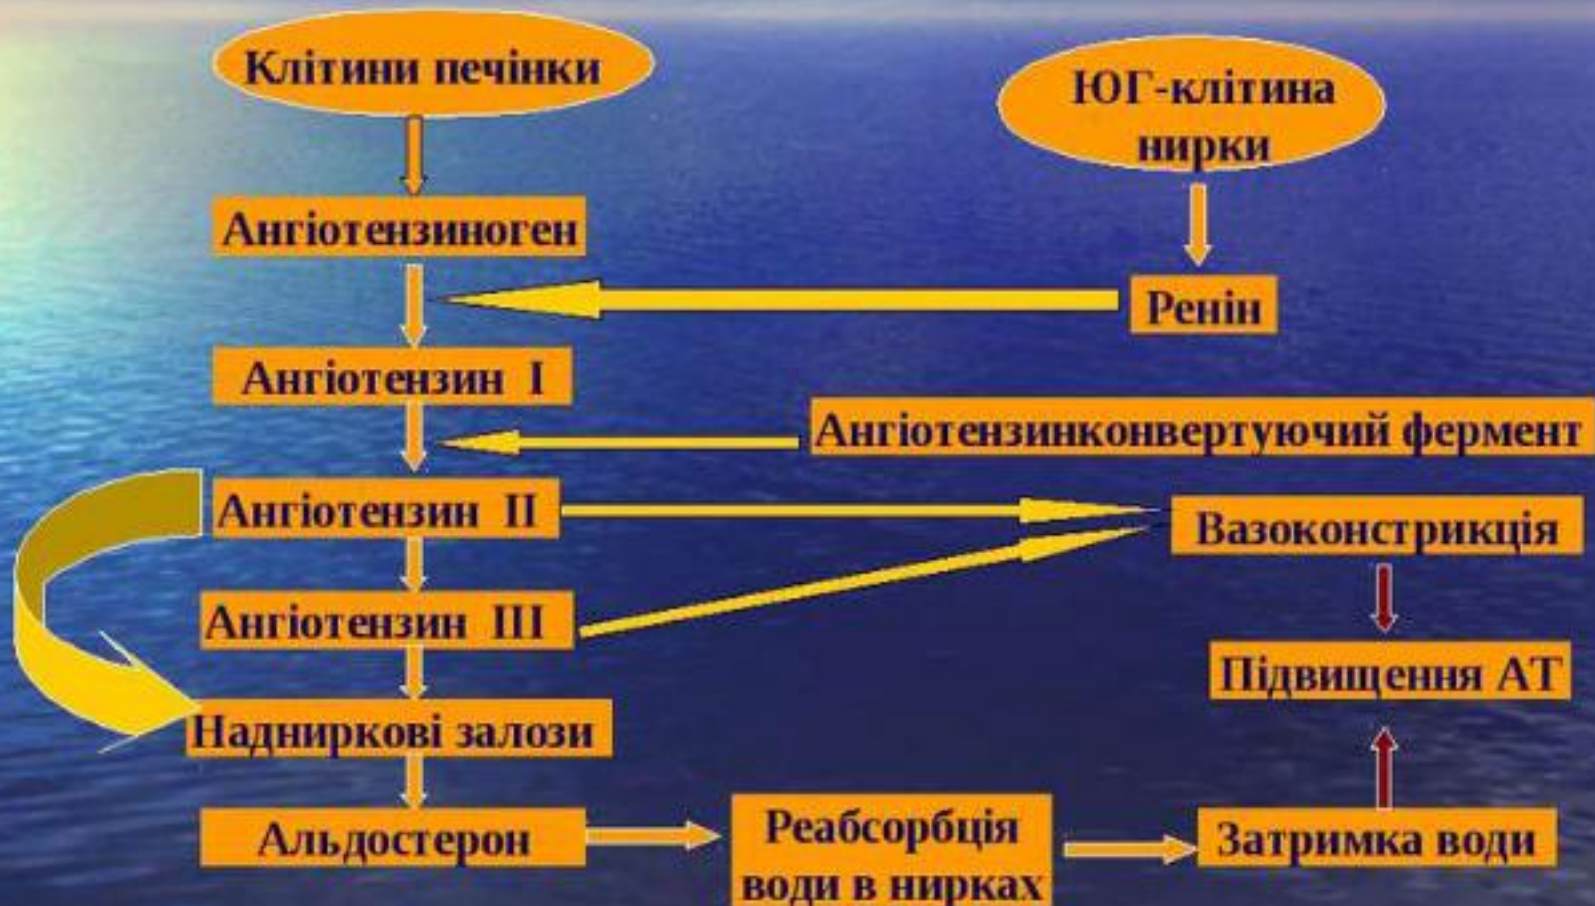 Клітини печінки
ЮГ-клітина
нирки
Ангіотензиноген
Ренін
Ангіотензин I
Ангіотензинконвертуючий фермент
Ангіотензин II
Вазоконстрикція
Ангіотензин III
Підвищення АТ
Надниркові залози
Альдостерон
Реабсорбція
води в нирках
Затримка води